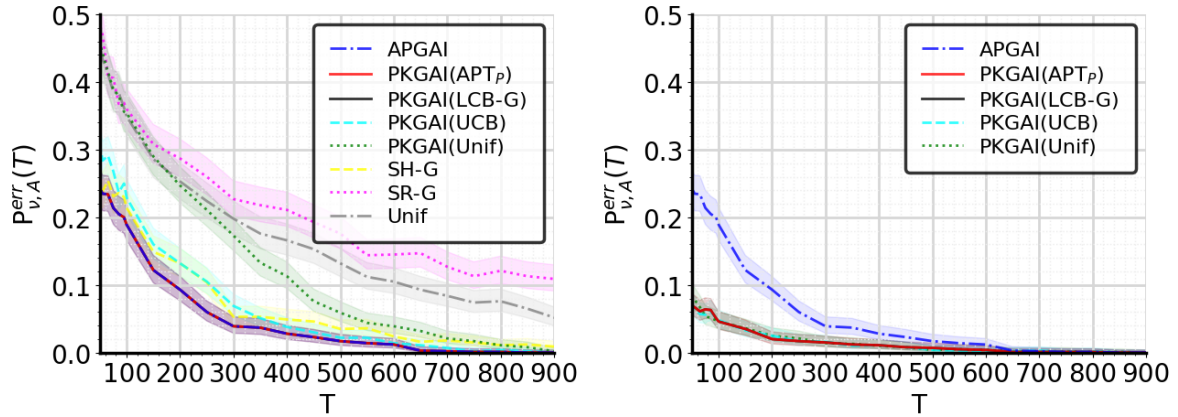 0.5
0.4
0.3
0.2
0.1
0.0
P^{err}_{ν,A}(T)
100 200 300 400 500 600 700 800 900
T
APGAI
PKGAI(APT_P)
PKGAI(LCB-G)
PKGAI(UCB)
PKGAI(Unif)
SH-G
SR-G
Unif
0.5
0.4
0.3
0.2
0.1
0.0
P^{err}_{ν,A}(T)
100 200 300 400 500 600 700 800 900
T
APGAI
PKGAI(APT_P)
PKGAI(LCB-G)
PKGAI(UCB)
PKGAI(Unif)